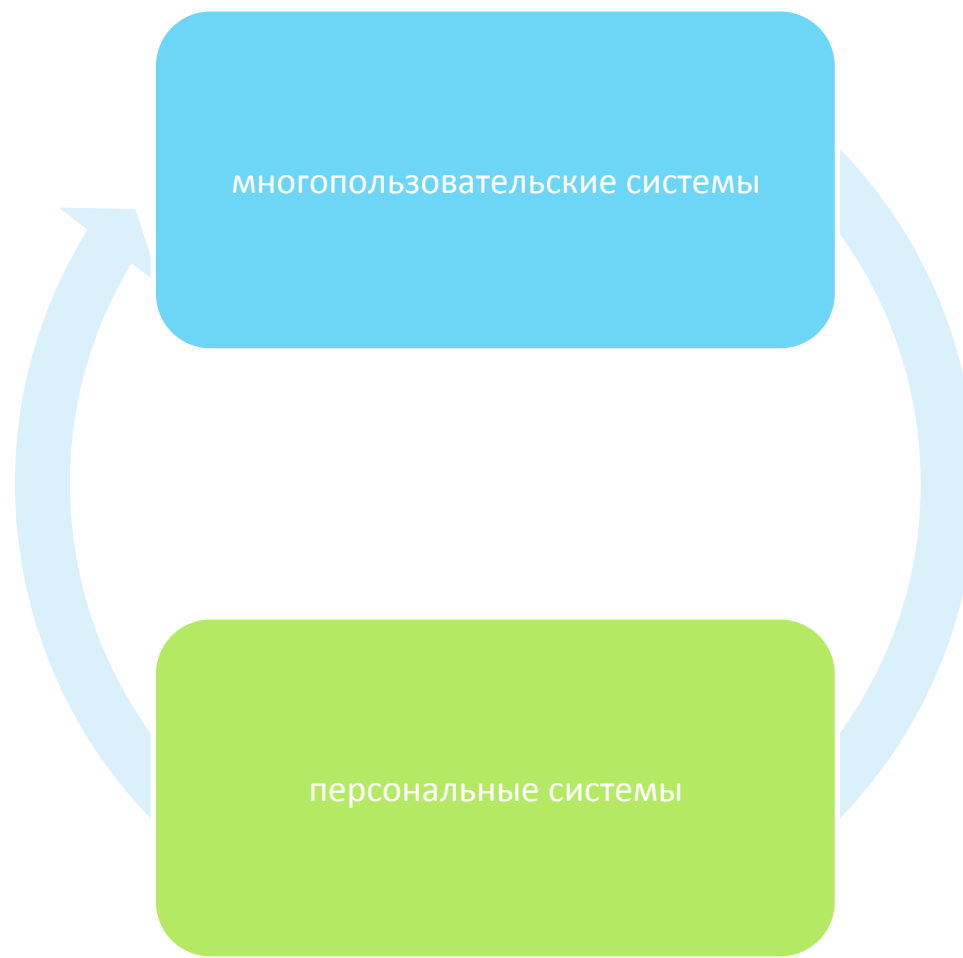 многопользовательские системы
персональные системы